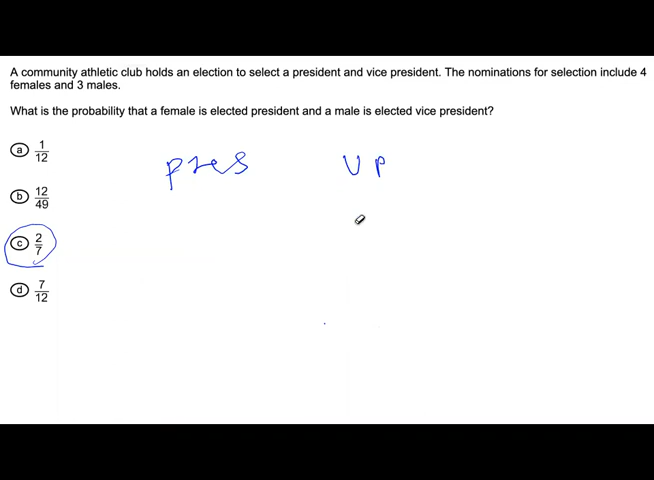 A community athletic club holds an election to select a president and vice president. The nominations for selection include 4
females and 3 males.
What is the probability that a female is elected president and a male is elected vice president?
a 1/12
pres VP
b 12/49
c 2/7
d 7/12